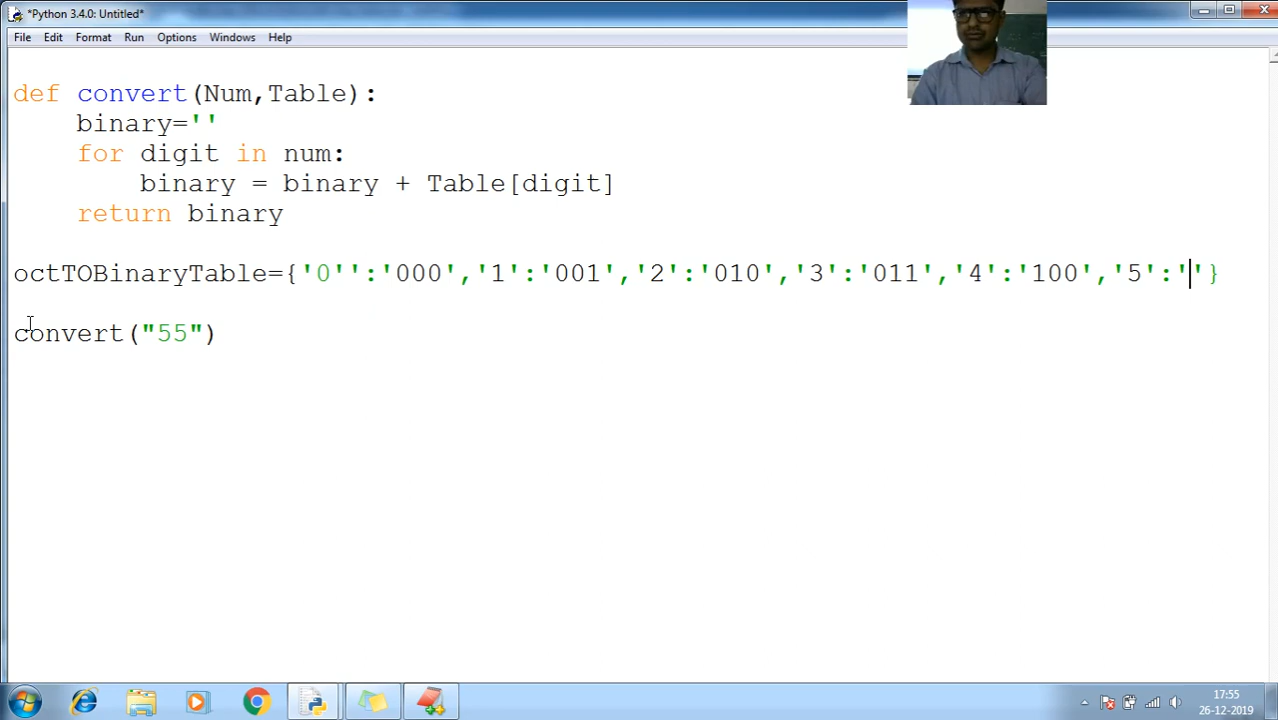 *Python 3.4.0: Untitled*
File Edit Format Run Options Windows Help
def convert(Num,Table):
binary=''
for digit in num:
binary = binary + Table[digit]
return binary
octTOBinaryTable={'0'':'000','1':'001','2':'010','3':'011','4':'100','5':''}
convert("55")
17:55
26-12-2019